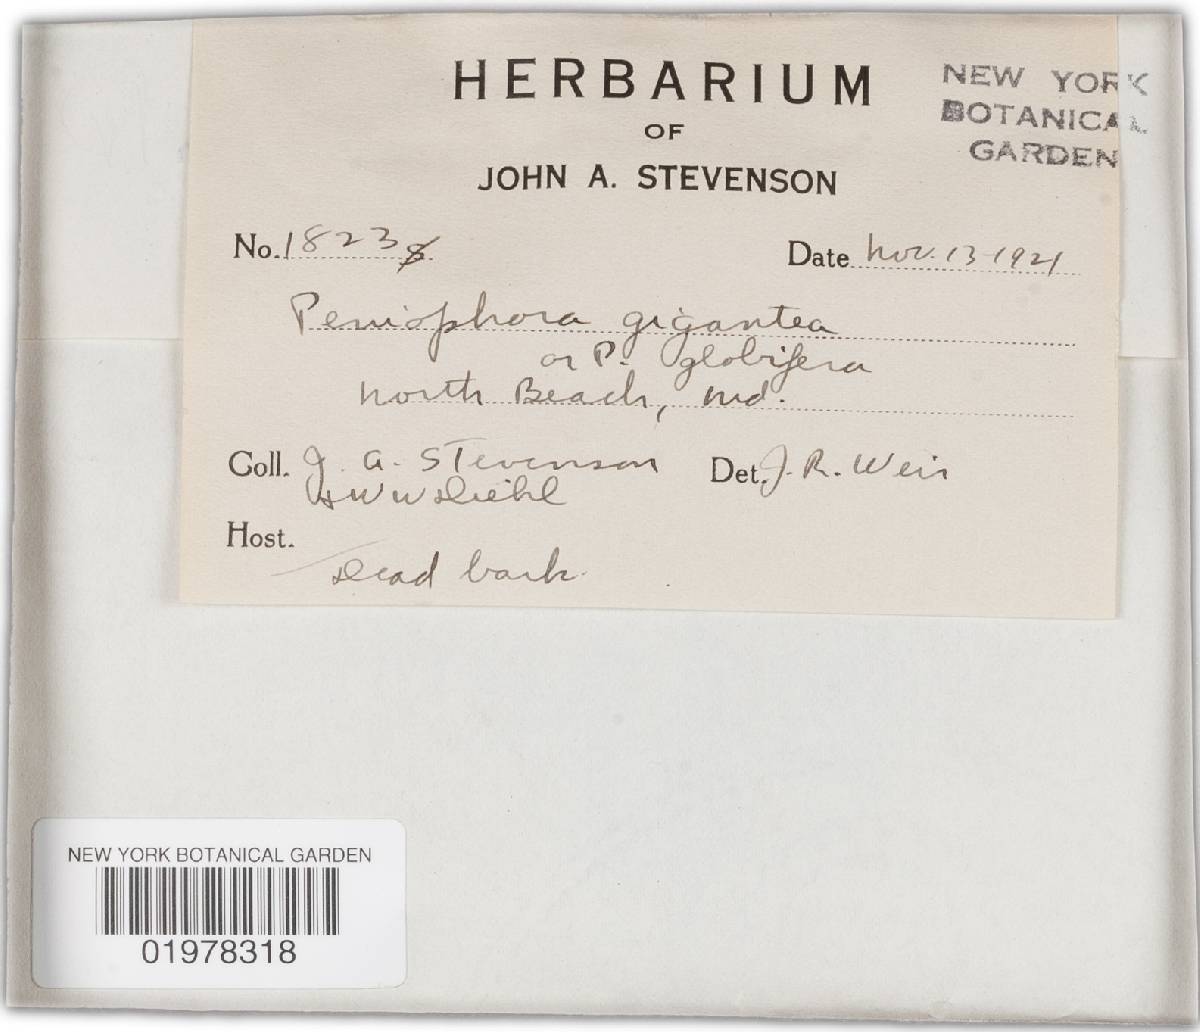 HERBARIUM
OF
JOHN A. STEVENSON
NEW YORK
BOTANICAL
GARDEN
No. 1823
Date Nov. 13-1921
Peniophora gigantea
or P. globifera
North Beach, Md.
Coll. J. A. Stevenson
& W W Diehl
Det. J. R. Weir
Host.
Dead bark
NEW YORK BOTANICAL GARDEN
01978318